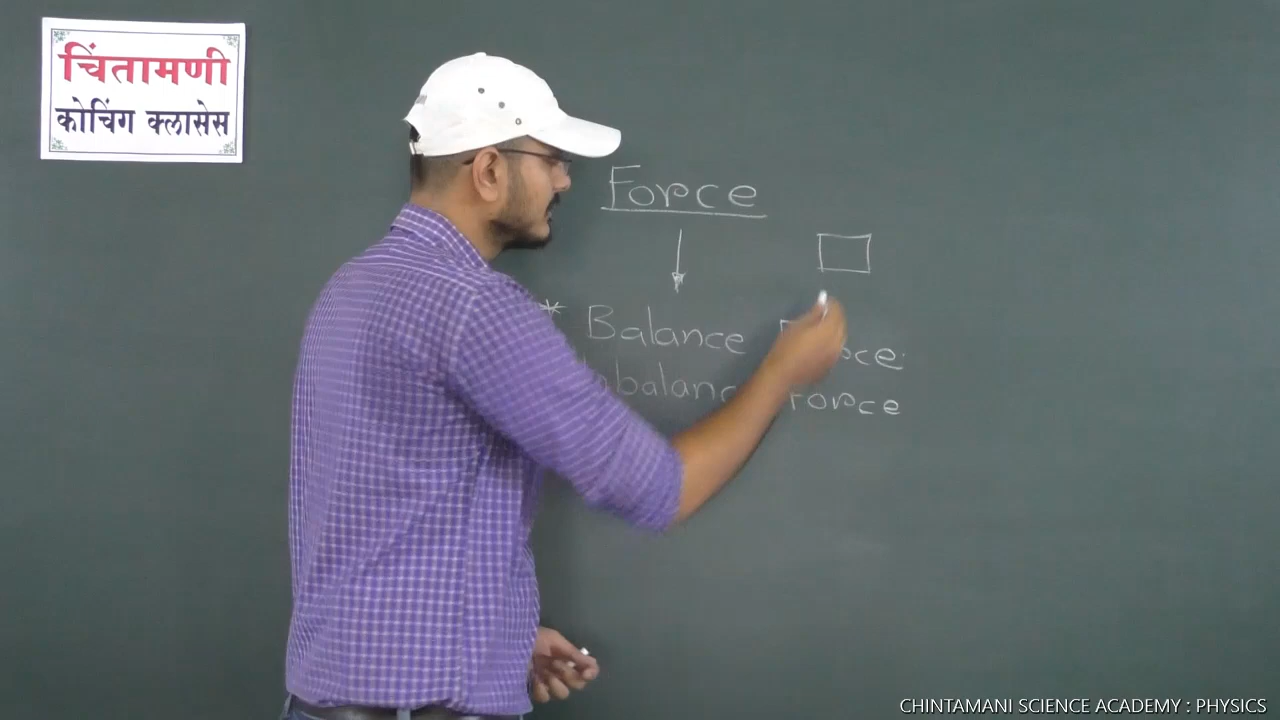 चिंतामणी
कोचिंग क्लासेस
Force
* Balance
force
CHINTAMANI SCIENCE ACADEMY : PHYSICS